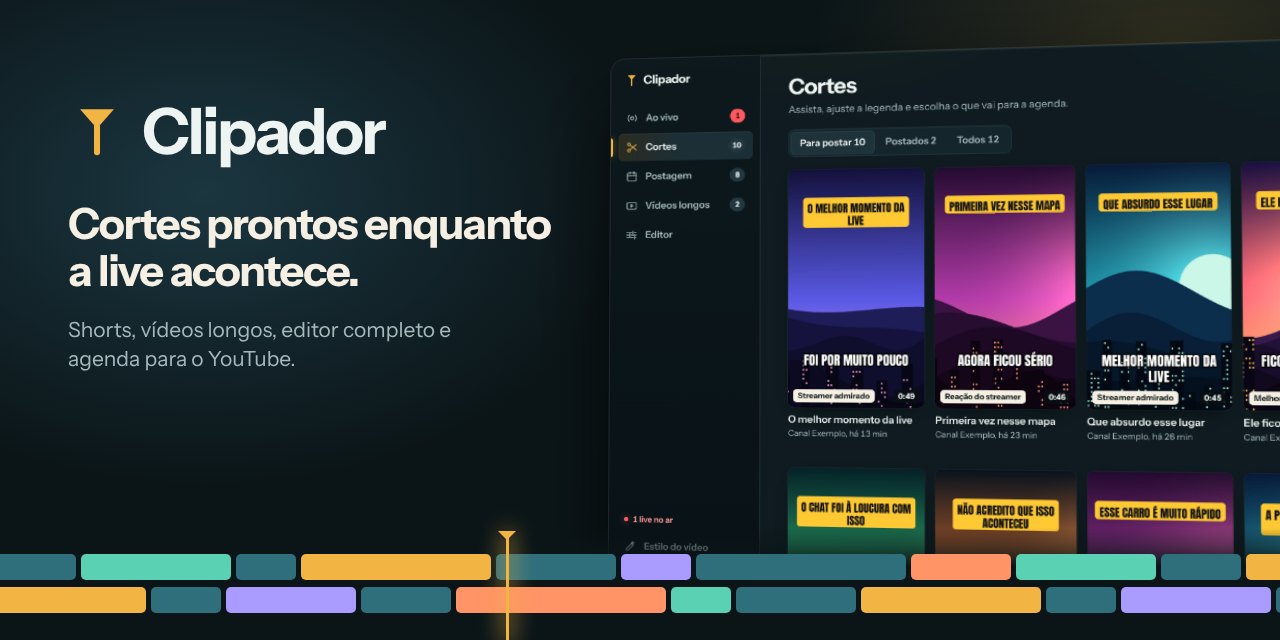 Clipador
Cortes prontos enquanto
a live acontece.
Shorts, vídeos longos, editor completo e
agenda para o YouTube.
Clipador
Ao vivo 1
Cortes 10
Postagem 8
Vídeos longos 2
Editor
1 live no ar
Estilo do vídeo
Cortes
Assista, ajuste a legenda e escolha o que vai para a agenda.
Para postar 10 Postados 2 Todos 12
O MELHOR MOMENTO DA
LIVE
FOI POR MUITO POUCO
Streamer admirado 0:49
O melhor momento da live
Canal Exemplo, há 13 min
PRIMEIRA VEZ NESSE MAPA
AGORA FICOU SÉRIO
Reação do streamer 0:46
Primeira vez nesse mapa
Canal Exemplo, há 23 min
QUE ABSURDO ESSE LUGAR
MELHOR MOMENTO DA
LIVE
Streamer admirado 0:45
Que absurdo esse lugar
Canal Exemplo, há 26 min
ELE
Ele fico
O CHAT FOI À LOUCURA COM
ISSO
NÃO ACREDITO QUE ISSO
ACONTECEU
ESSE CARRO É MUITO RÁPIDO